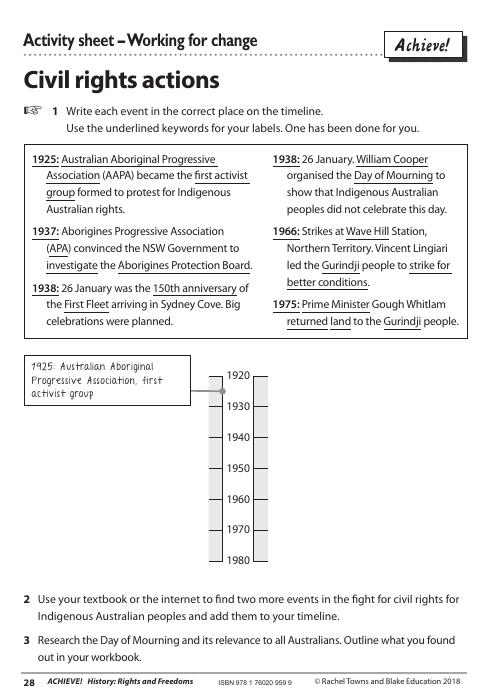 Activity sheet – Working for change
Achieve!
Civil rights actions
1 Write each event in the correct place on the timeline.
Use the underlined keywords for your labels. One has been done for you.
1925: Australian Aboriginal Progressive
Association (AAPA) became the first activist
group formed to protest for Indigenous
Australian rights.
1937: Aborigines Progressive Association
(APA) convinced the NSW Government to
investigate the Aborigines Protection Board.
1938: 26 January was the 150th anniversary of
the First Fleet arriving in Sydney Cove. Big
celebrations were planned.
1938: 26 January. William Cooper
organised the Day of Mourning to
show that Indigenous Australian
peoples did not celebrate this day.
1966: Strikes at Wave Hill Station,
Northern Territory. Vincent Lingiari
led the Gurindji people to strike for
better conditions.
1975: Prime Minister Gough Whitlam
returned land to the Gurindji people.
1925: Australian Aboriginal
Progressive Association, first
activist group
1920
1930
1940
1950
1960
1970
1980
2 Use your textbook or the internet to find two more events in the fight for civil rights for
Indigenous Australian peoples and add them to your timeline.
3 Research the Day of Mourning and its relevance to all Australians. Outline what you found
out in your workbook.
28 ACHIEVE! History: Rights and Freedoms ISBN 978 1 76020 959 9 © Rachel Towns and Blake Education 2018